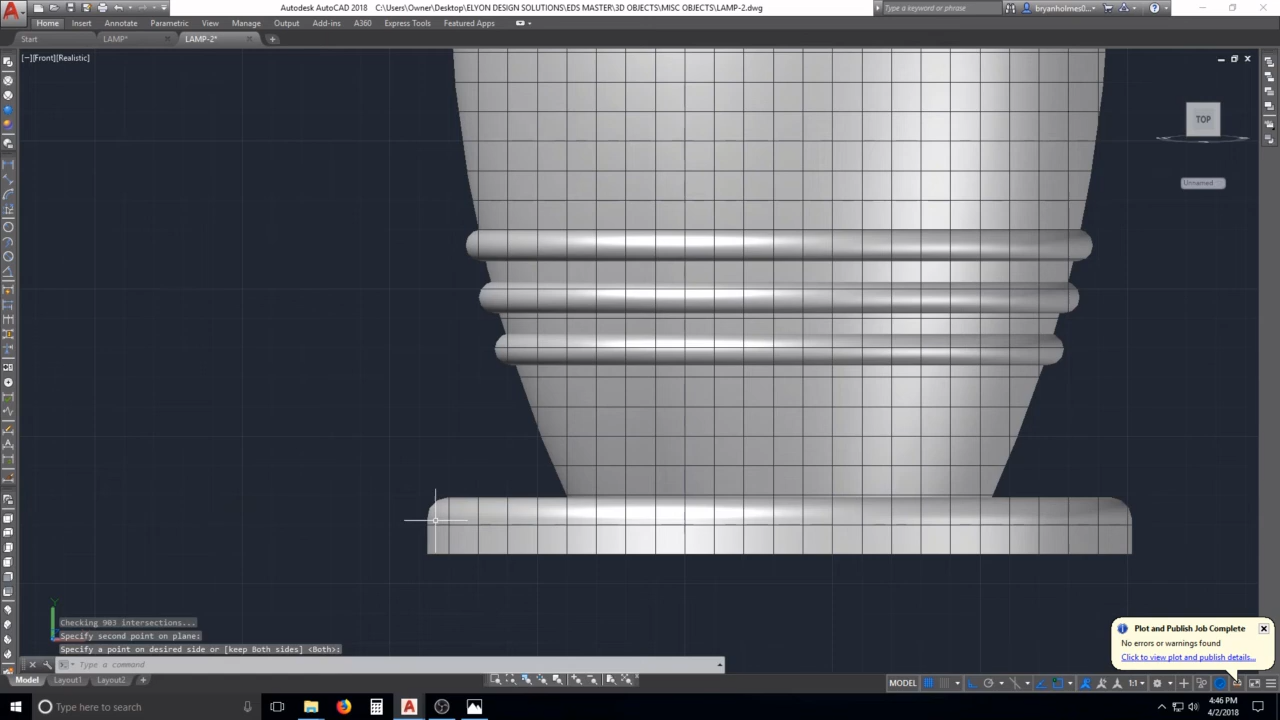 Autodesk AutoCAD 2018 C:\Users\Owner\Desktop\ELYON DESIGN SOLUTIONS\EDS MASTER\3D OBJECTS\MISC OBJECTS\LAMP-2.dwg
Type a keyword or phrase
bryanholmes0...
Home Insert Annotate Parametric View Manage Output Add-ins A360 Express Tools Featured Apps
Start LAMP* LAMP-2*
[−][Front][Realistic]
TOP
Unnamed
Y
Checking 903 intersections...
Specify second point on plane:
Specify a point on desired side or [keep Both sides] <Both>:
Type a command
Plot and Publish Job Complete
No errors or warnings found
Click to view plot and publish details...
Model Layout1 Layout2
MODEL 1:1
Type here to search
4:46 PM
4/2/2018